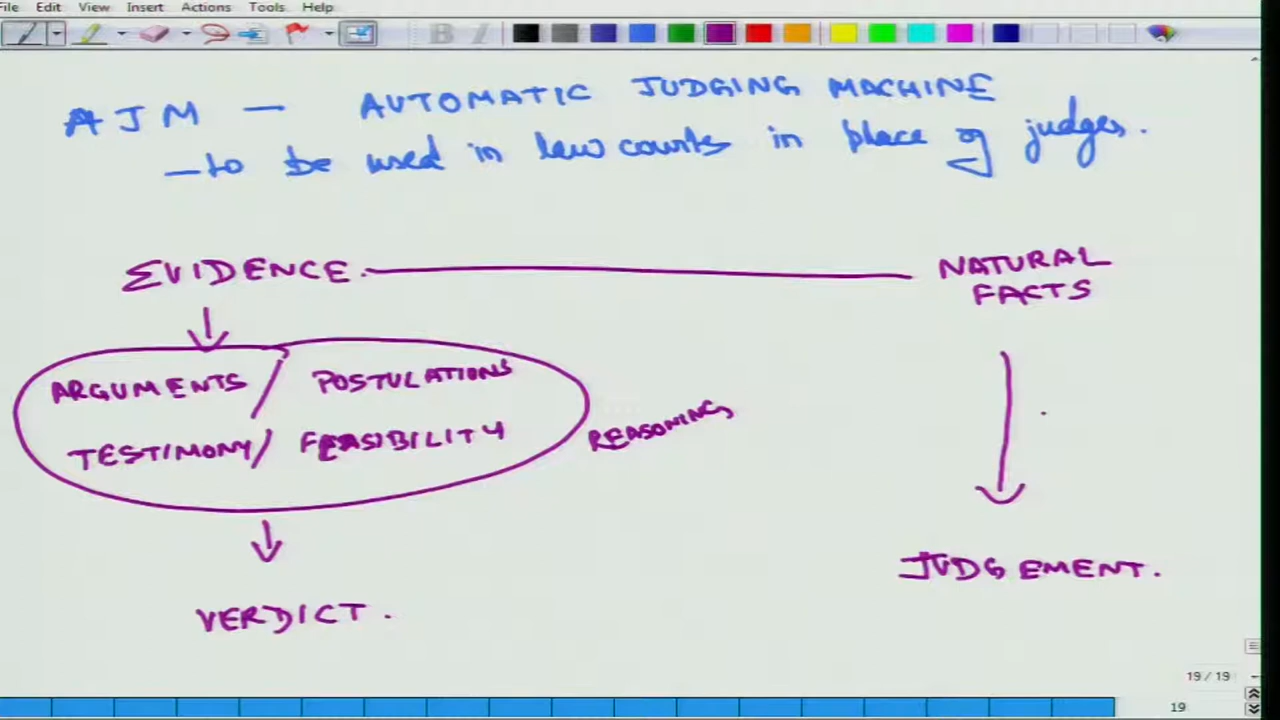 File Edit View Insert Actions Tools Help
AJM — AUTOMATIC JUDGING MACHINE
— to be used in law courts in place of judges.
EVIDENCE. NATURAL
FACTS
ARGUMENTS / POSTULATIONS
TESTIMONY / FEASIBILITY
REASONING
VERDICT.
JUDGEMENT.
19 / 19
19